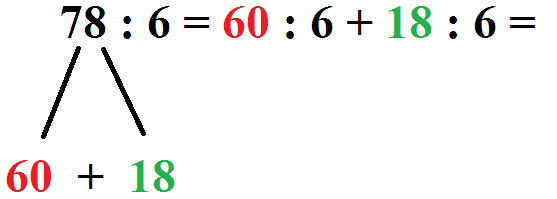 78 : 6 = 60 : 6 + 18 : 6 =
60 + 18